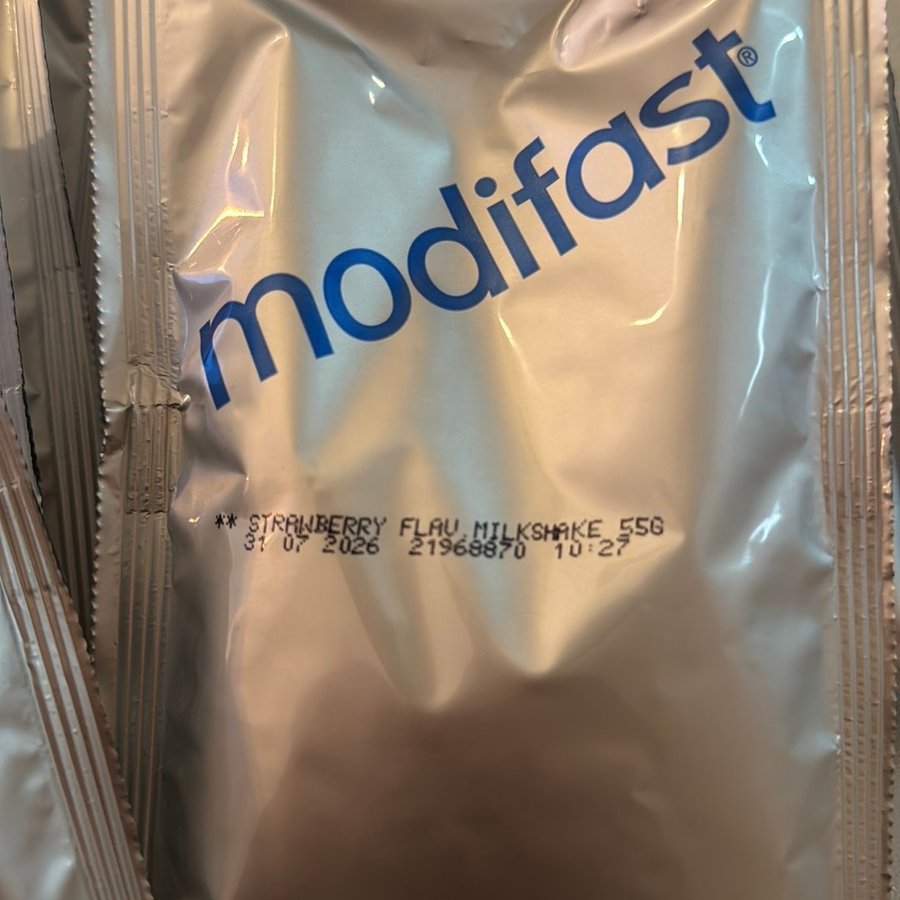 modifast®
** STRAWBERRY FLAV.MILKSHAKE 55G
31 07 2026 21968870 10:27